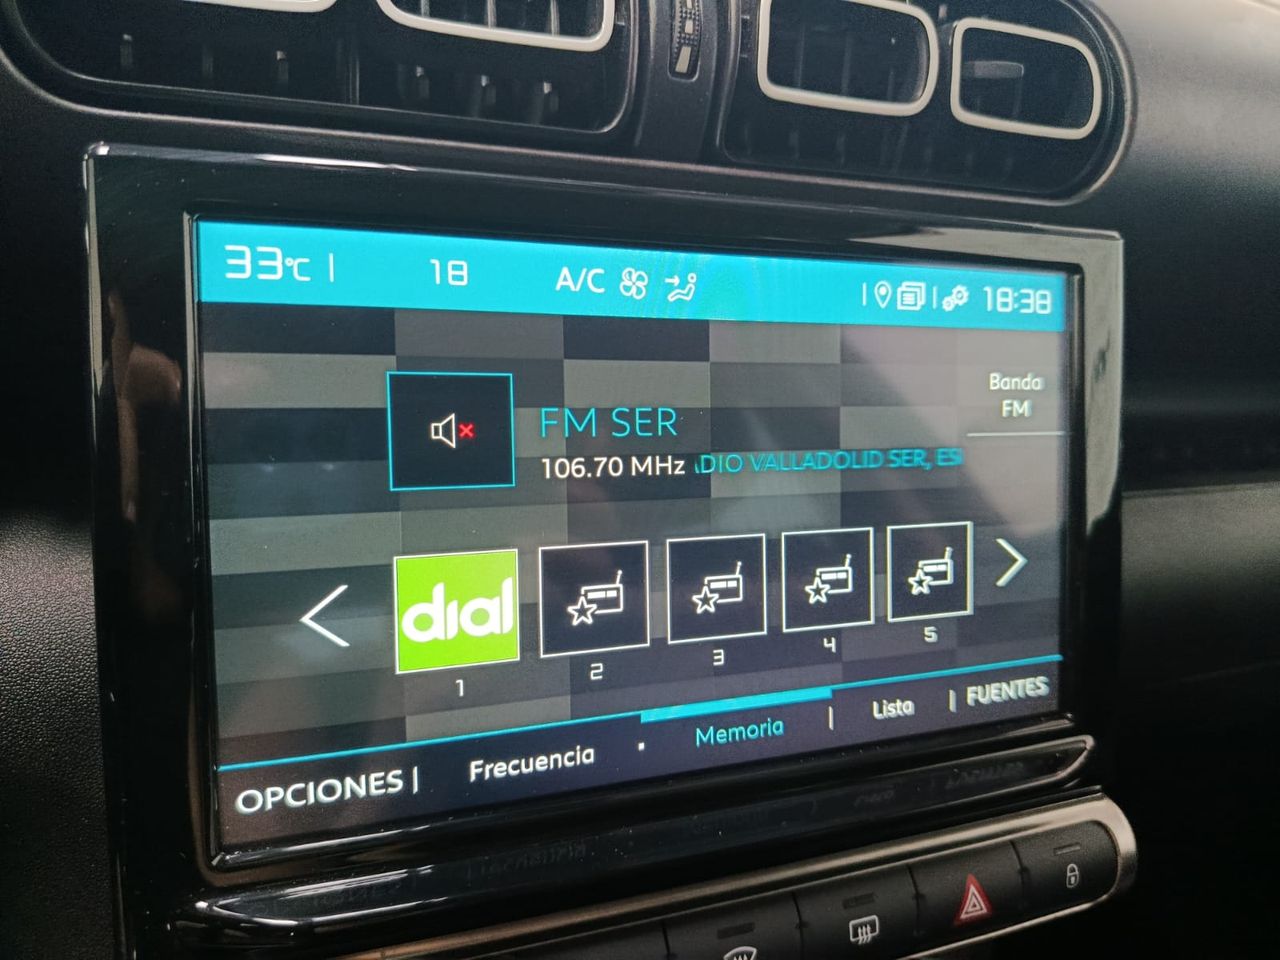 33°C | 18 A/C | | 18:38
Banda
FM
FM SER
106.70 MHz ADIO VALLADOLID SER, ES
dial
1 2 3 4 5
OPCIONES | Frecuencia Memoria | Lista | FUENTES